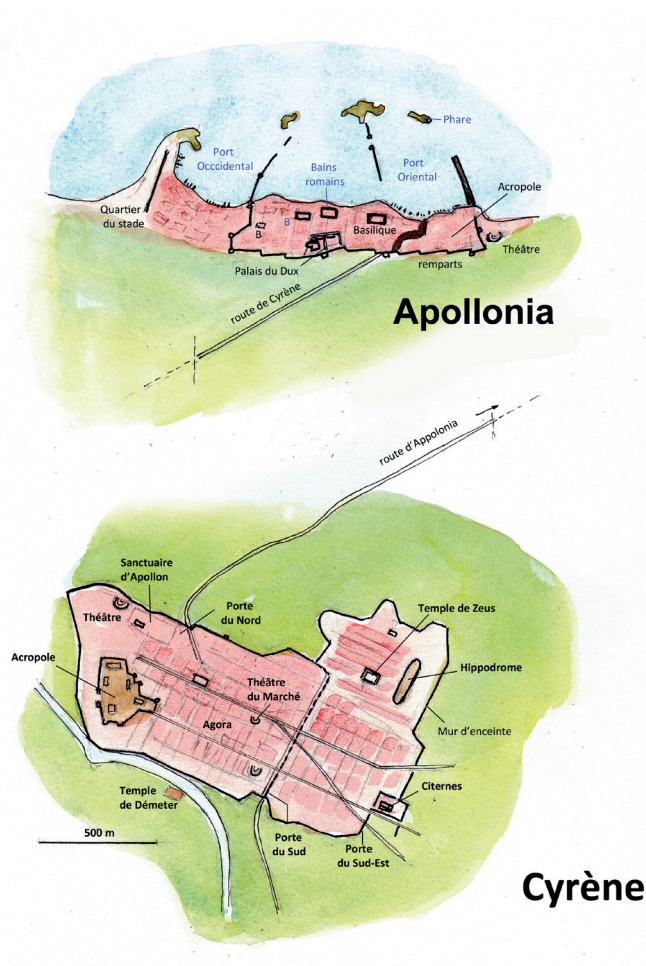 Phare
Port
Occcidental
Bains
romains
Port
Oriental
Acropole
Quartier
du stade
B
B
Basilique
Théâtre
Palais du Dux
remparts
route de Cyrène
Apollonia
route d'Appolonia
Sanctuaire
d'Apollon
Théâtre
Porte
du Nord
Temple de Zeus
Acropole
Hippodrome
Théâtre
du Marché
Agora
Mur d'enceinte
Temple
de Démeter
Citernes
500 m
Porte
du Sud
Porte
du Sud-Est
Cyrène